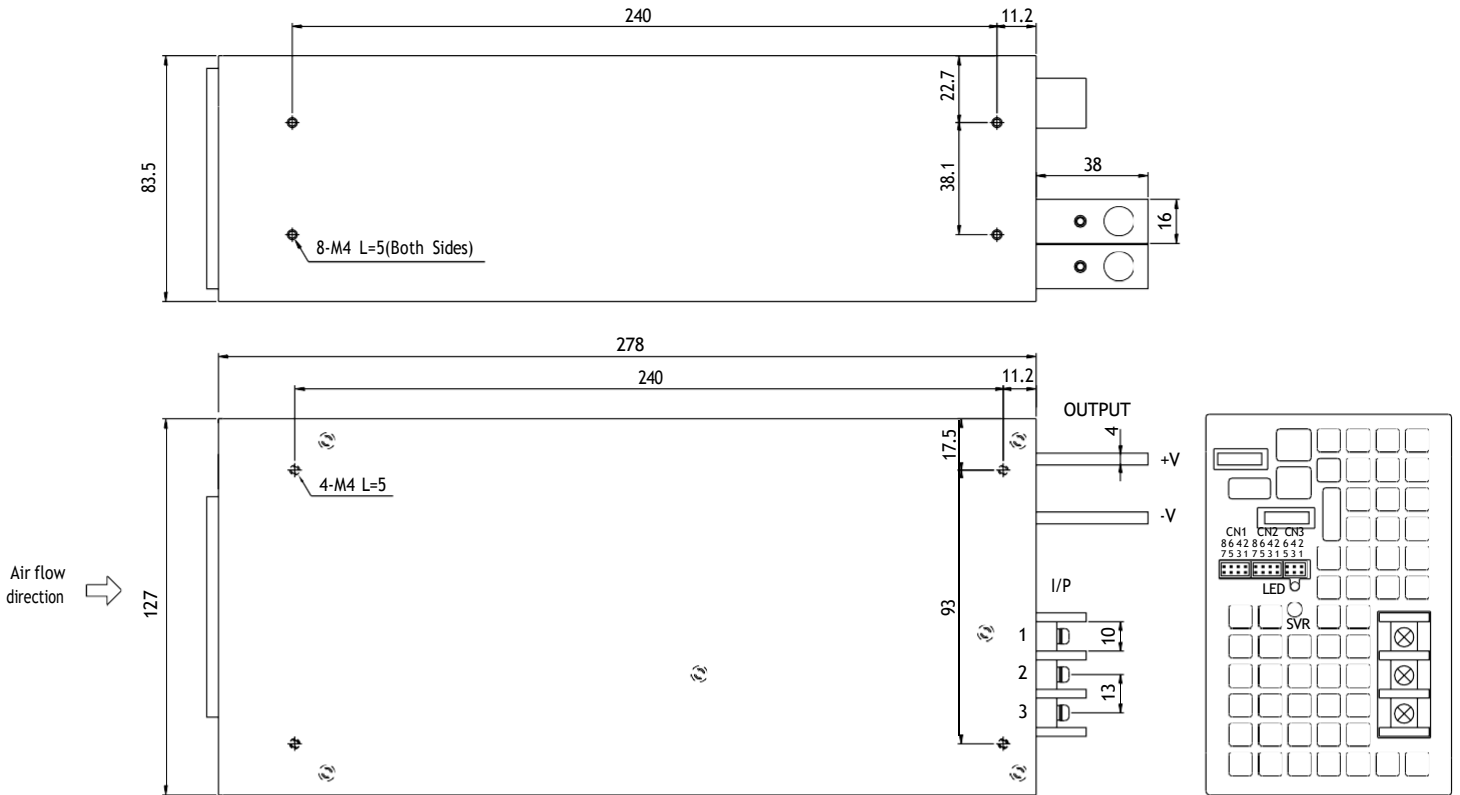 240
11.2
22.7
83.5
38.1
38
16
8-M4 L=5(Both Sides)
278
240
11.2
OUTPUT
17.5
4
+V
4-M4 L=5
-V
CN1 CN2 CN3
8 6 4 2 8 6 4 2 6 4 2
7 5 3 1 7 5 3 1 5 3 1
Air flow
direction
127
93
I/P
LED
SVR
1
10
2
13
3